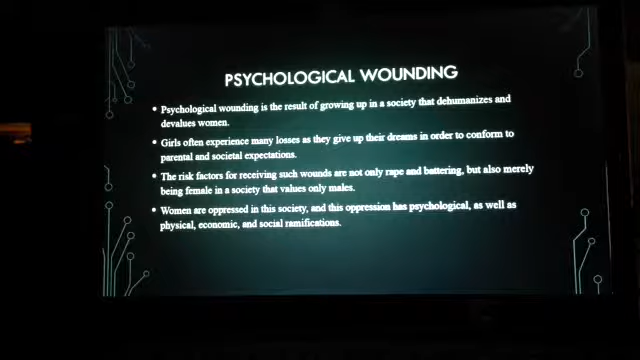 PSYCHOLOGICAL WOUNDING
• Psychological wounding is the result of growing up in a society that dehumanizes and
devalues women.
• Girls often experience many losses as they give up their dreams in order to conform to
parental and societal expectations.
• The risk factors for receiving such wounds are not only rape and battering, but also merely
being female in a society that values only males.
• Women are oppressed in this society, and this oppression has psychological, as well as
physical, economic, and social ramifications.